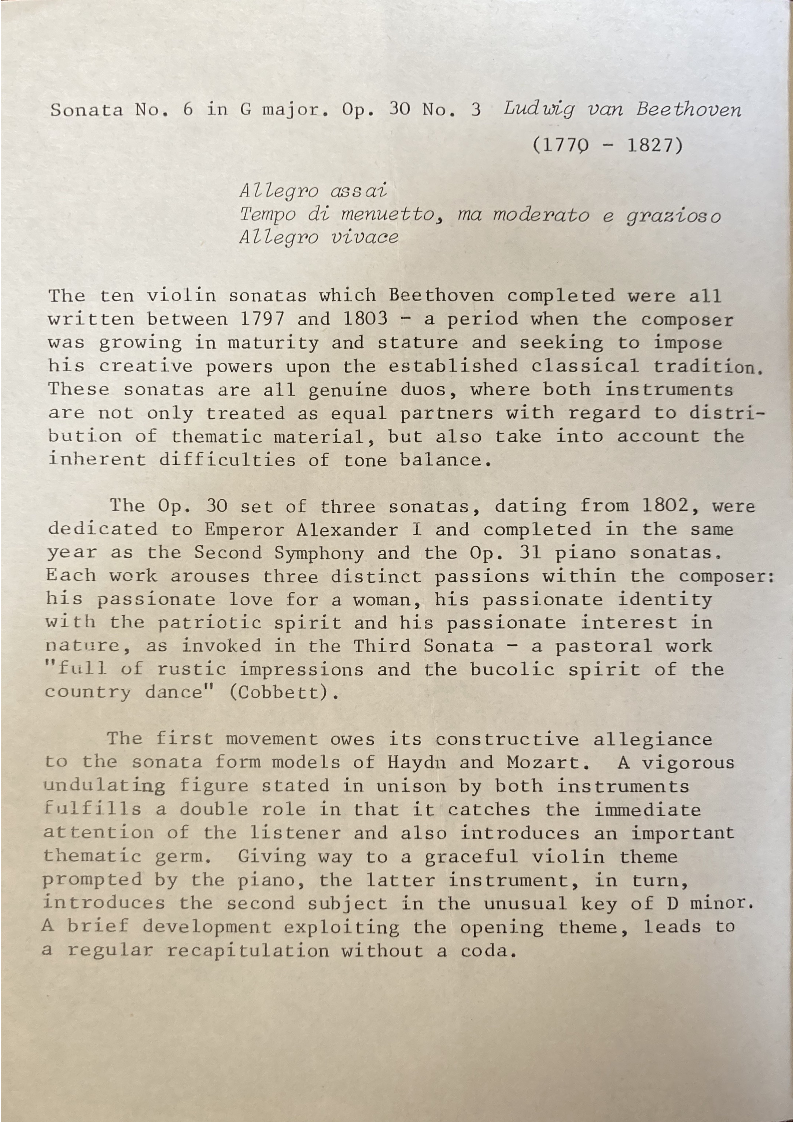 Sonata No. 6 in G major. Op. 30 No. 3 Ludwig van Beethoven
(1770 - 1827)
Allegro assai
Tempo di menuetto, ma moderato e grazioso
Allegro vivace
The ten violin sonatas which Beethoven completed were all
written between 1797 and 1803 - a period when the composer
was growing in maturity and stature and seeking to impose
his creative powers upon the established classical tradition.
These sonatas are all genuine duos, where both instruments
are not only treated as equal partners with regard to distri-
bution of thematic material, but also take into account the
inherent difficulties of tone balance.
The Op. 30 set of three sonatas, dating from 1802, were
dedicated to Emperor Alexander I and completed in the same
year as the Second Symphony and the Op. 31 piano sonatas.
Each work arouses three distinct passions within the composer:
his passionate love for a woman, his passionate identity
with the patriotic spirit and his passionate interest in
nature, as invoked in the Third Sonata - a pastoral work
"full of rustic impressions and the bucolic spirit of the
country dance" (Cobbett).
The first movement owes its constructive allegiance
to the sonata form models of Haydn and Mozart. A vigorous
undulating figure stated in unison by both instruments
fulfills a double role in that it catches the immediate
attention of the listener and also introduces an important
thematic germ. Giving way to a graceful violin theme
prompted by the piano, the latter instrument, in turn,
introduces the second subject in the unusual key of D minor.
A brief development exploiting the opening theme, leads to
a regular recapitulation without a coda.